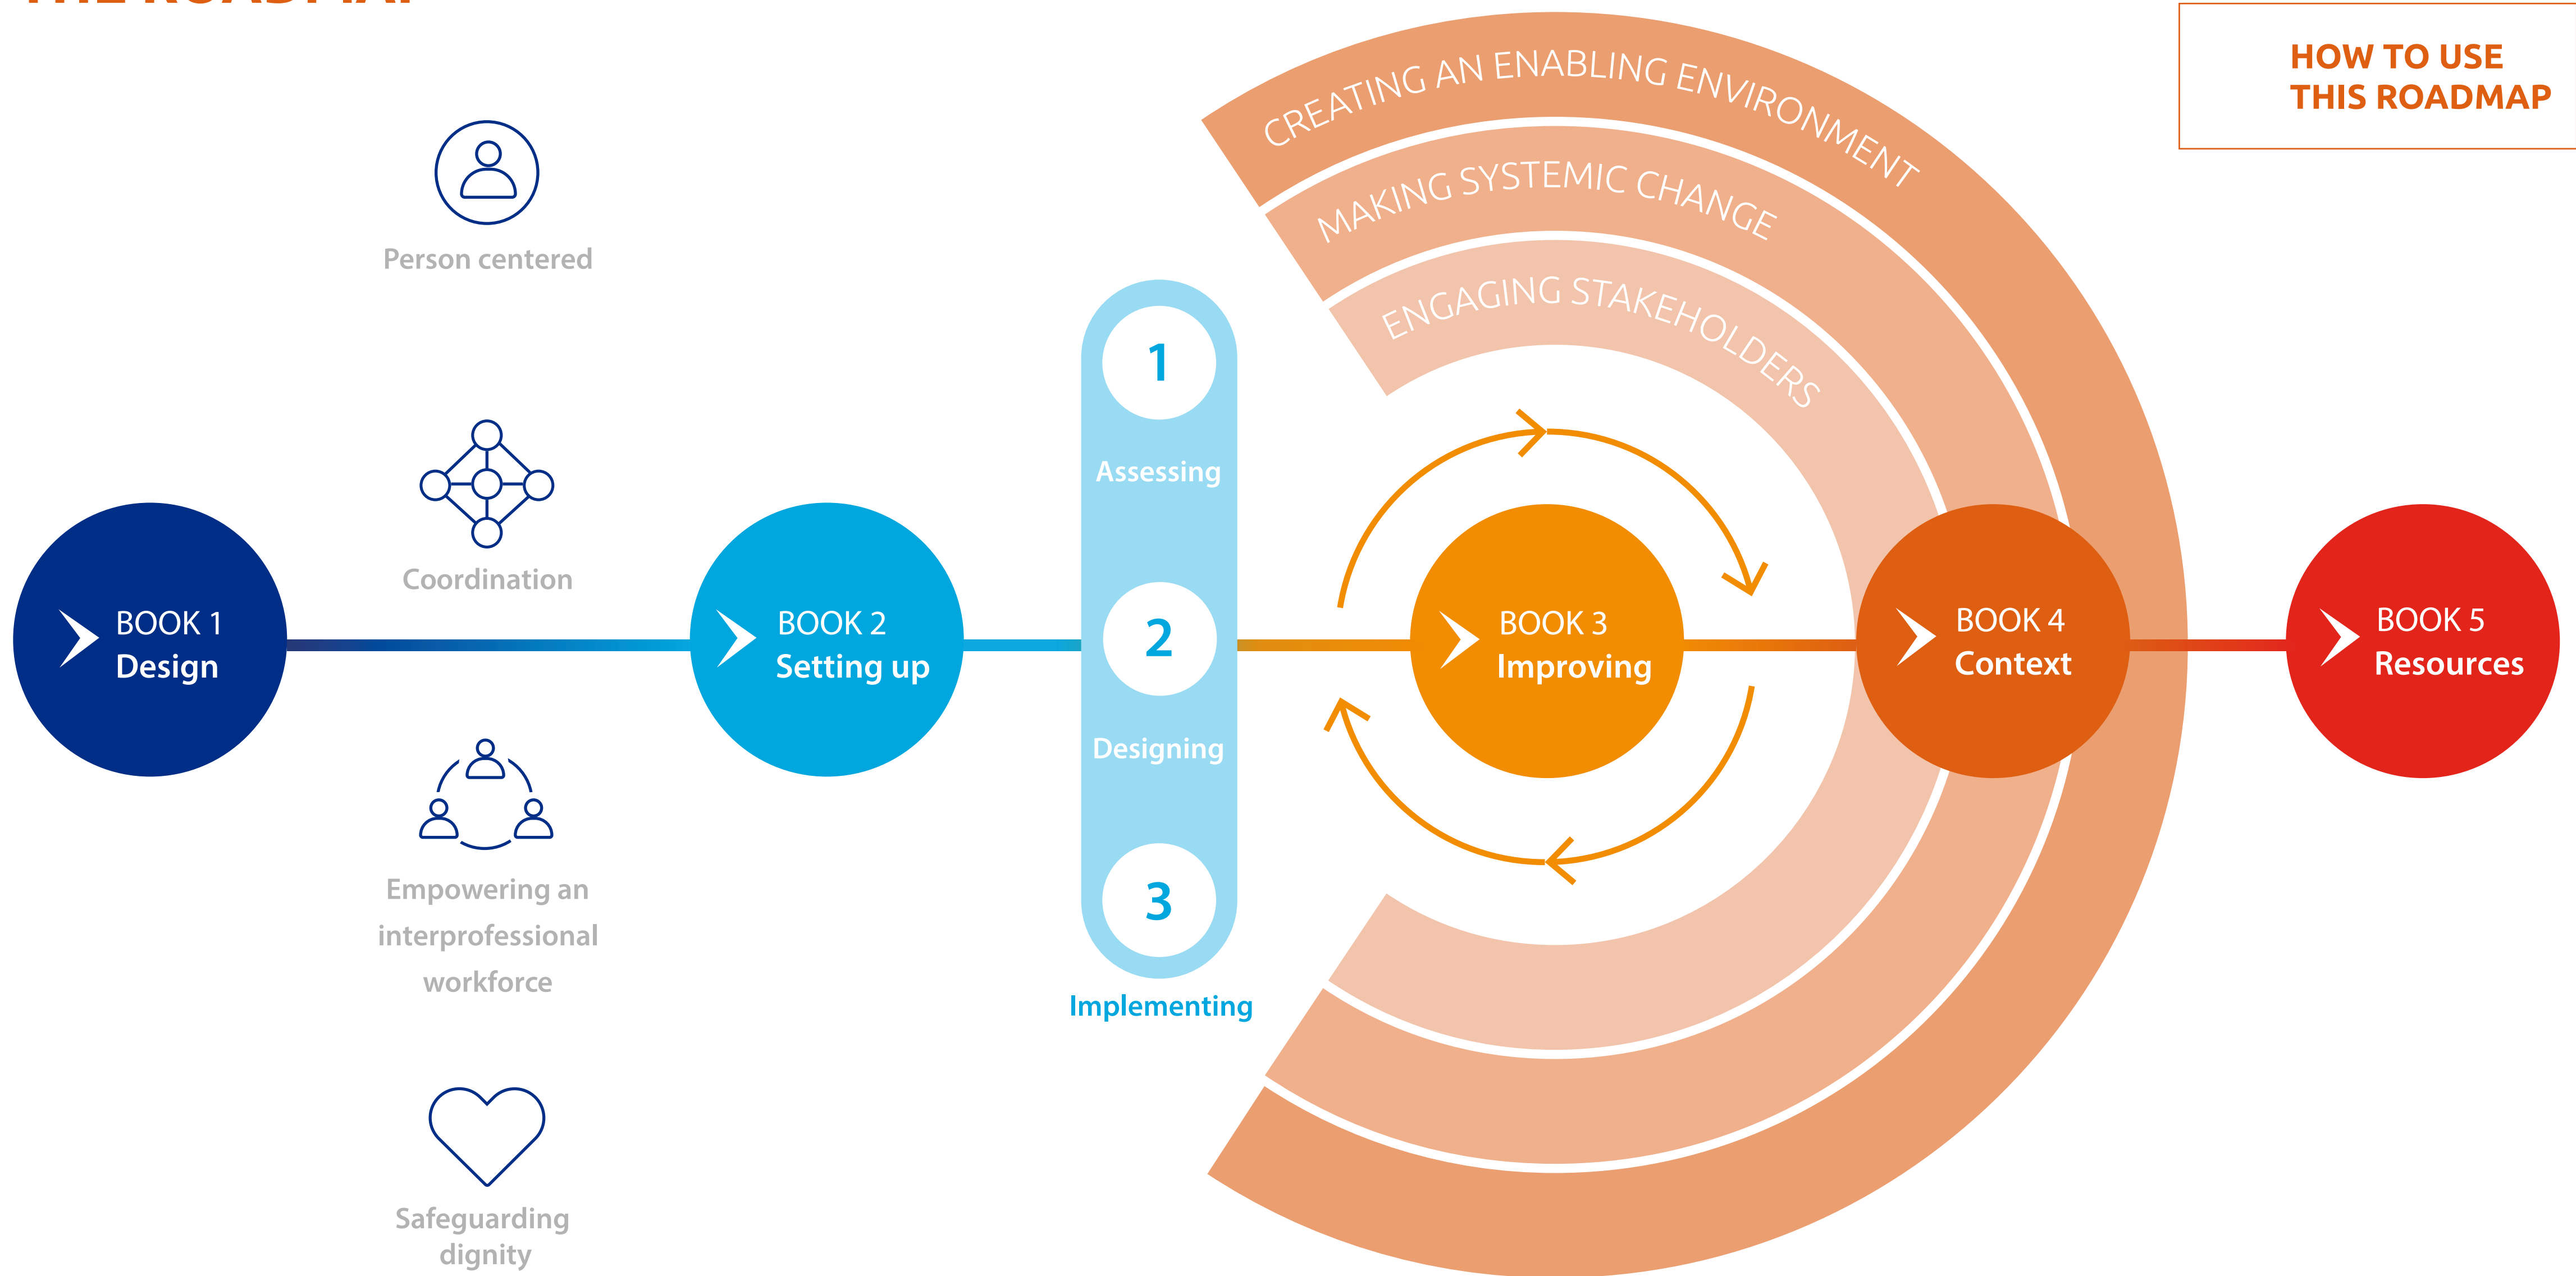 THE ROADMAP
HOW TO USE
THIS ROADMAP
CREATING AN ENABLING ENVIRONMENT
MAKING SYSTEMIC CHANGE
ENGAGING STAKEHOLDERS
Person centered
Coordination
Empowering an
interprofessional
workforce
Safeguarding
dignity
BOOK 1
Design
BOOK 2
Setting up
1
Assessing
2
Designing
3
Implementing
BOOK 3
Improving
BOOK 4
Context
BOOK 5
Resources